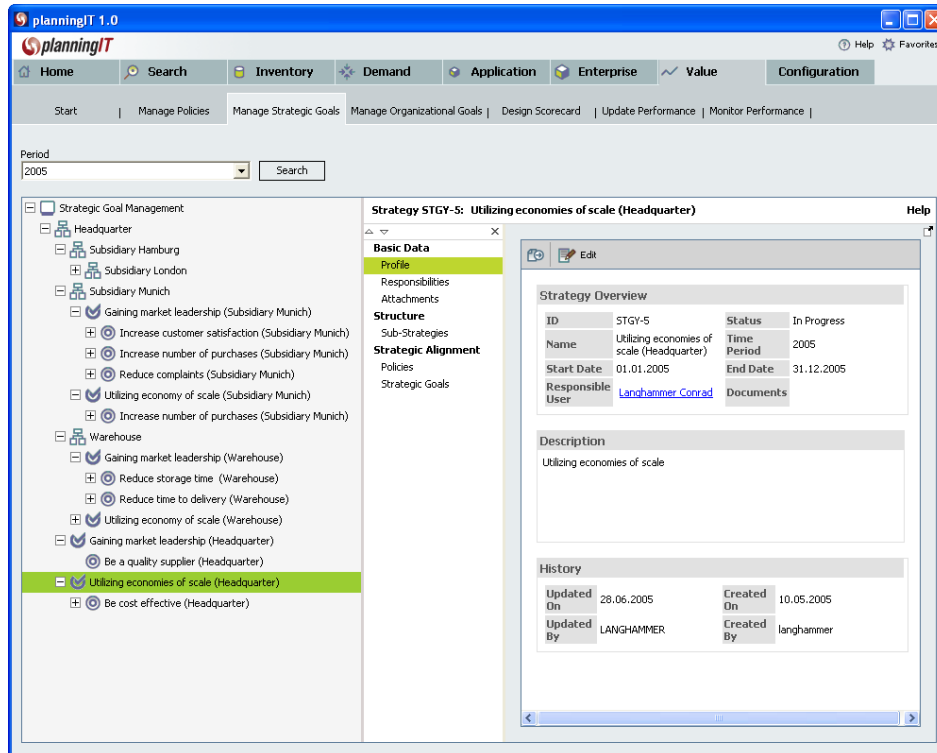 planningIT 1.0
planningIT
Help Favorites
Home Search Inventory Demand Application Enterprise Value Configuration
Start | Manage Policies Manage Strategic Goals Manage Organizational Goals | Design Scorecard | Update Performance | Monitor Performance |
Period
2005 Search
Strategic Goal Management
Headquarter
Subsidiary Hamburg
Subsidiary London
Subsidiary Munich
Gaining market leadership (Subsidiary Munich)
Increase customer satisfaction (Subsidiary Munich)
Increase number of purchases (Subsidiary Munich)
Reduce complaints (Subsidiary Munich)
Utilizing economy of scale (Subsidiary Munich)
Increase number of purchases (Subsidiary Munich)
Warehouse
Gaining market leadership (Warehouse)
Reduce storage time (Warehouse)
Reduce time to delivery (Warehouse)
Utilizing economy of scale (Warehouse)
Gaining market leadership (Headquarter)
Be a quality supplier (Headquarter)
Utilizing economies of scale (Headquarter)
Be cost effective (Headquarter)
Strategy STGY-5: Utilizing economies of scale (Headquarter) Help
Basic Data
Profile
Responsibilities
Attachments
Structure
Sub-Strategies
Strategic Alignment
Policies
Strategic Goals
Edit
Strategy Overview
ID STGY-5 Status In Progress
Name Utilizing economies of scale (Headquarter) Time Period 2005
Start Date 01.01.2005 End Date 31.12.2005
Responsible User Langhammer Conrad Documents
Description
Utilizing economies of scale
History
Updated On 28.06.2005 Created On 10.05.2005
Updated By LANGHAMMER Created By langhammer